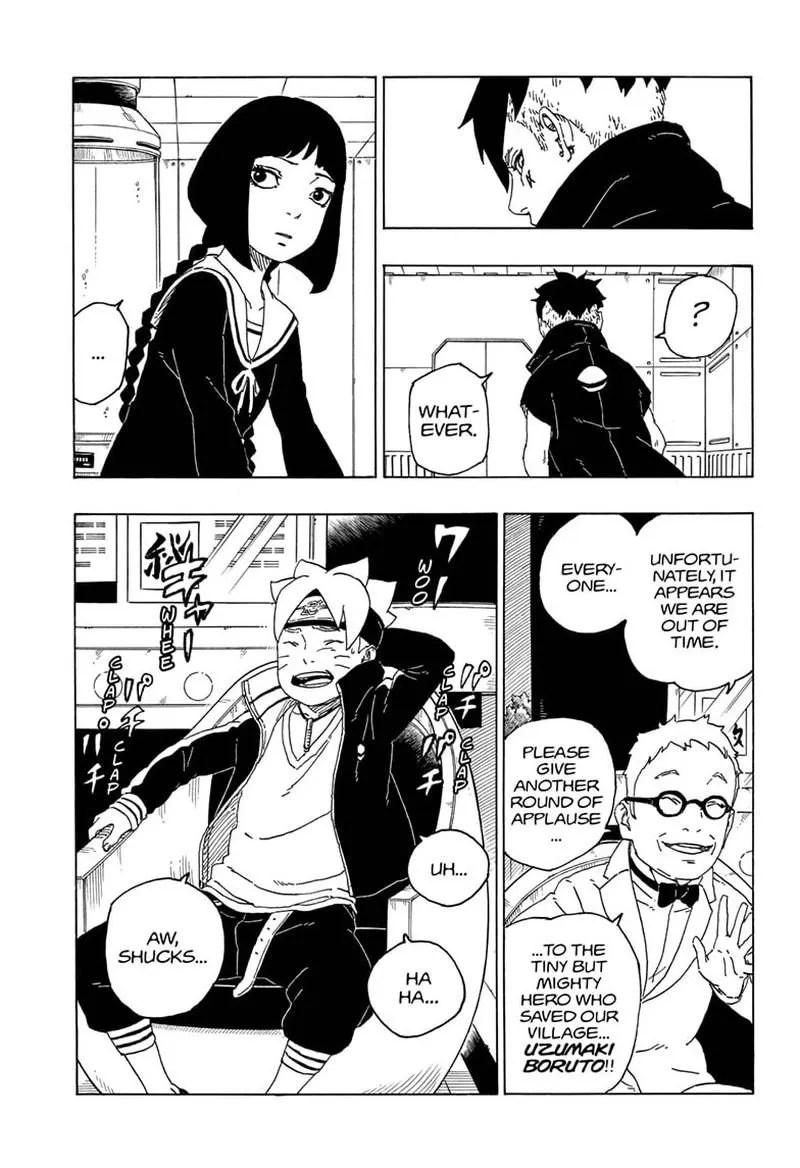 ?
WHAT-
EVER.
...
UNFORTU-
NATELY, IT
APPEARS
WE ARE
OUT OF
TIME.
EVERY-
ONE...
PLEASE
GIVE
ANOTHER
ROUND OF
APPLAUSE
...
...TO THE
TINY BUT
MIGHTY
HERO WHO
SAVED OUR
VILLAGE...
UZUMAKI
BORUTO!!
ワー
WOO
キャー
WHEE
パチ
CLAP
パチ
CLAP
パチ
CLAP
CLAP
UH...
HA
HA...
AW,
SHUCKS...